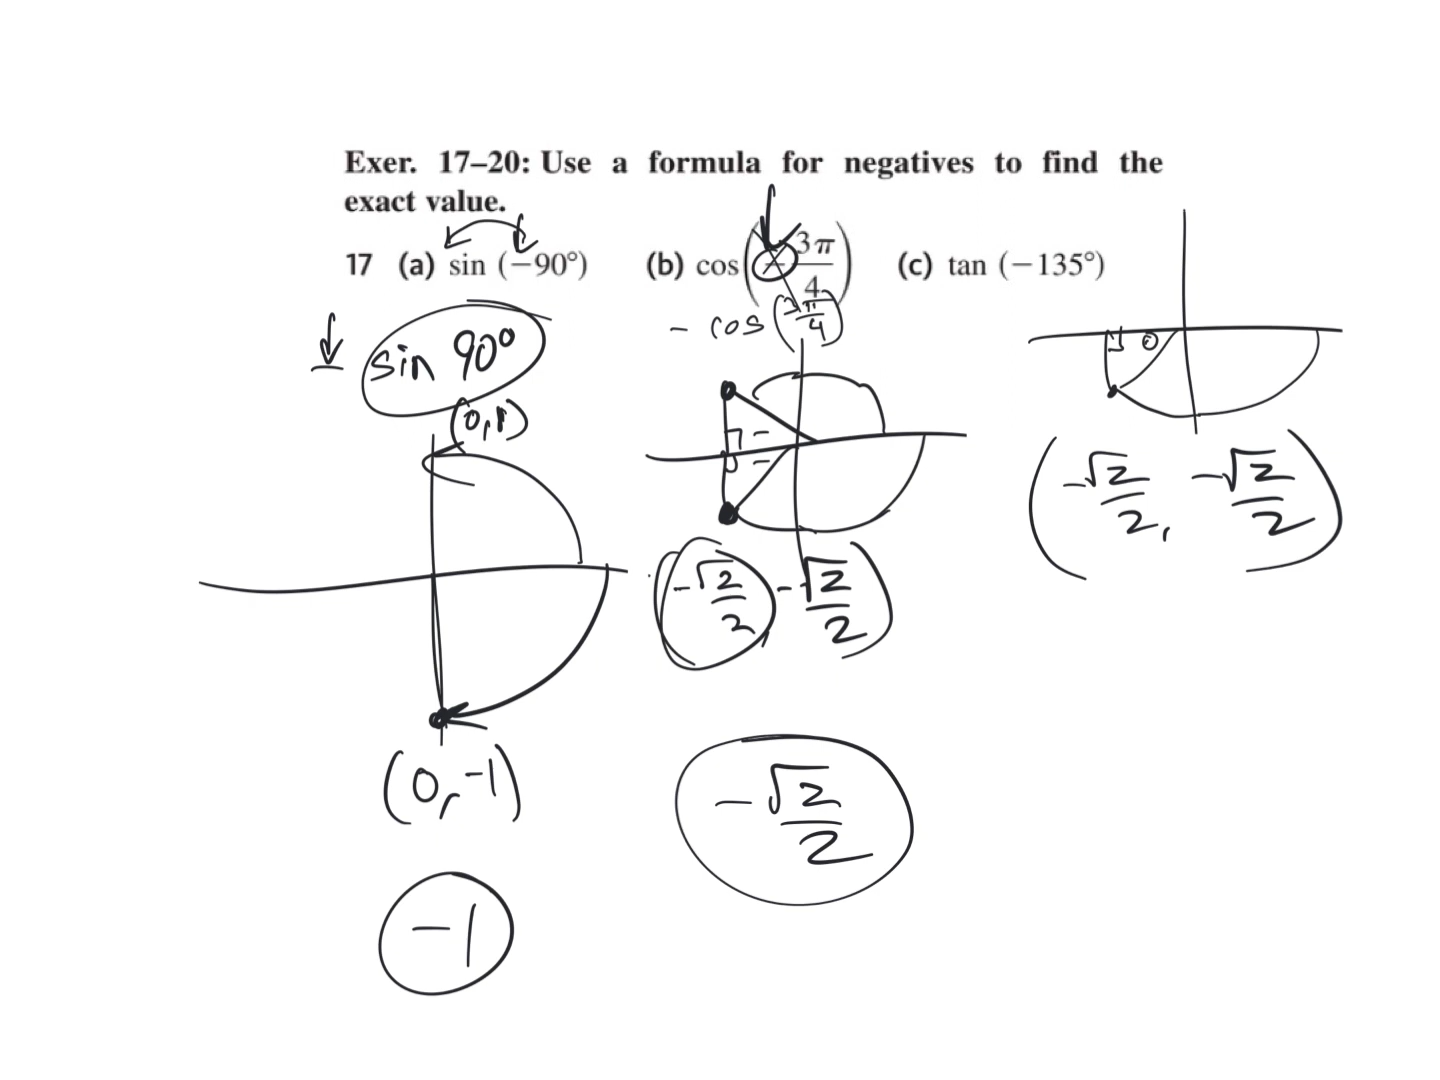 Exer. 17–20: Use a formula for negatives to find the
exact value.
17 (a) sin (−90°) (b) cos(−3π/4) (c) tan (−135°)
− sin 90°
− cos (3π/4)
(0,1)
(−√2/2, −√2/2)
−√2/2 −√2/2)
(0,−1)
−√2/2
−1